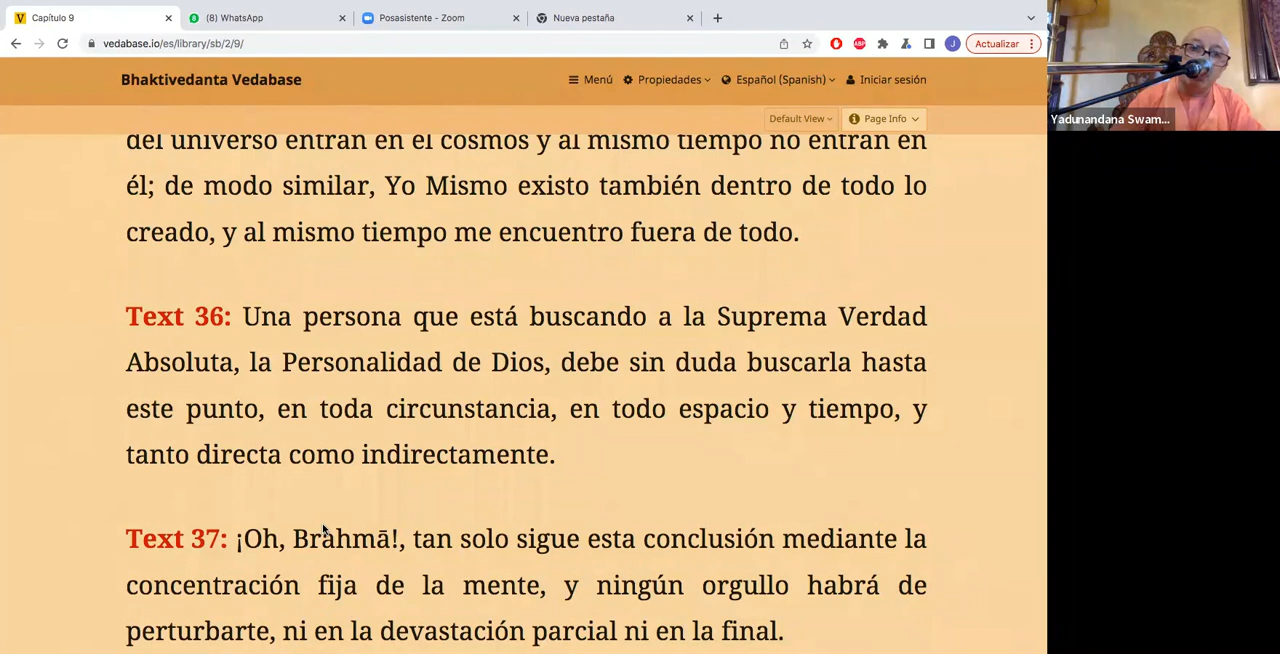 Capítulo 9
(8) WhatsApp
Posasistente - Zoom
Nueva pestaña
vedabase.io/es/library/sb/2/9/
ABP
J
Actualizar
Bhaktivedanta Vedabase
Menú
Propiedades
Español (Spanish)
Iniciar sesión
Default View
Page Info
Yadunandana Swam...
del universo entran en el cosmos y al mismo tiempo no entran en
él; de modo similar, Yo Mismo existo también dentro de todo lo
creado, y al mismo tiempo me encuentro fuera de todo.
Text 36: Una persona que está buscando a la Suprema Verdad
Absoluta, la Personalidad de Dios, debe sin duda buscarla hasta
este punto, en toda circunstancia, en todo espacio y tiempo, y
tanto directa como indirectamente.
Text 37: ¡Oh, Brahmā!, tan solo sigue esta conclusión mediante la
concentración fija de la mente, y ningún orgullo habrá de
perturbarte, ni en la devastación parcial ni en la final.